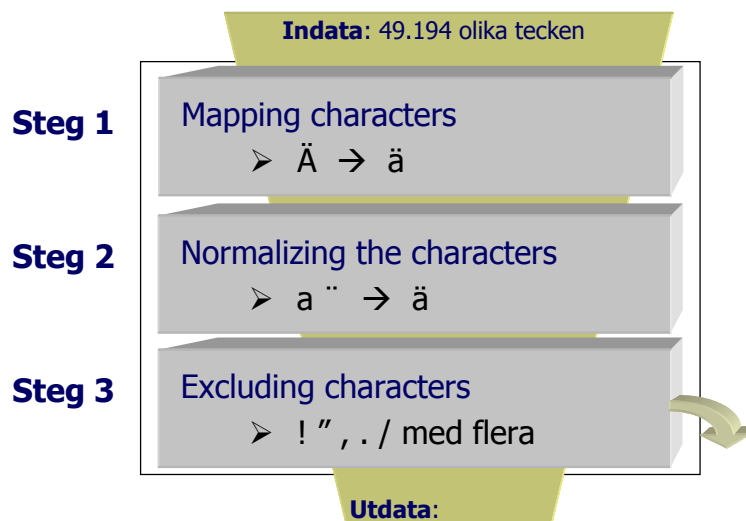 Indata: 49.194 olika tecken
Steg 1
Mapping characters
➢ Ä → ä
Steg 2
Normalizing the characters
➢ a ¨ → ä
Steg 3
Excluding characters
➢ ! ” , . / med flera
Utdata: